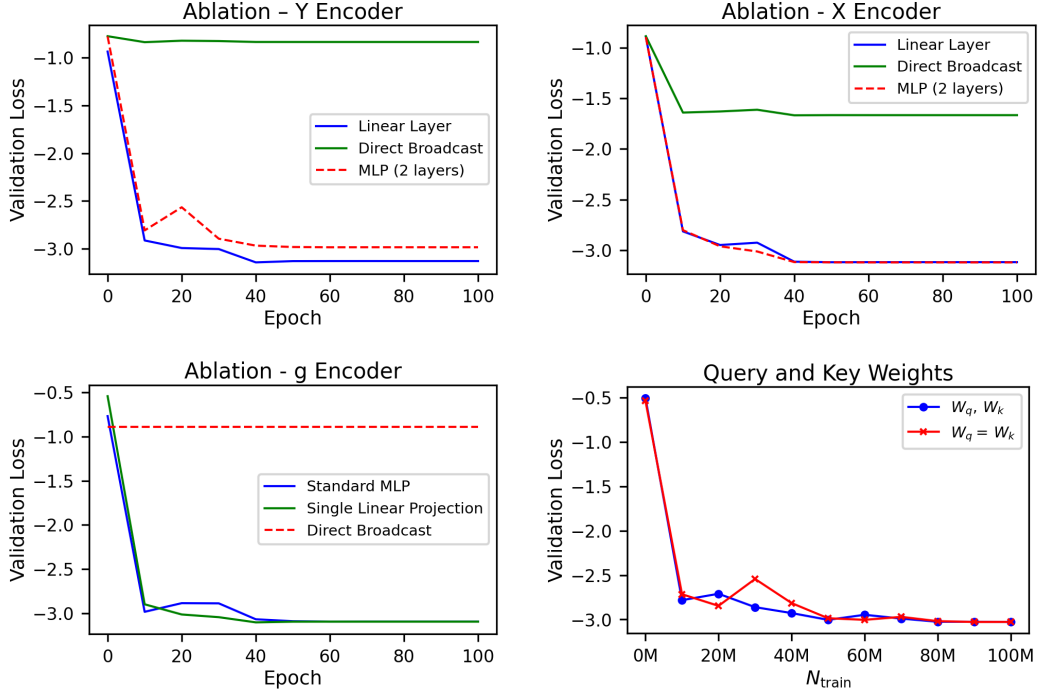 Ablation – Y Encoder
Validation Loss
−1.0
−1.5
−2.0
−2.5
−3.0
Linear Layer
Direct Broadcast
MLP (2 layers)
0 20 40 60 80 100
Epoch
Ablation - X Encoder
Validation Loss
−1.0
−1.5
−2.0
−2.5
−3.0
Linear Layer
Direct Broadcast
MLP (2 layers)
0 20 40 60 80 100
Epoch
Ablation - g Encoder
Validation Loss
−0.5
−1.0
−1.5
−2.0
−2.5
−3.0
Standard MLP
Single Linear Projection
Direct Broadcast
0 20 40 60 80 100
Epoch
Query and Key Weights
Validation Loss
−0.5
−1.0
−1.5
−2.0
−2.5
−3.0
W_q, W_k
W_q = W_k
0M 20M 40M 60M 80M 100M
N_train